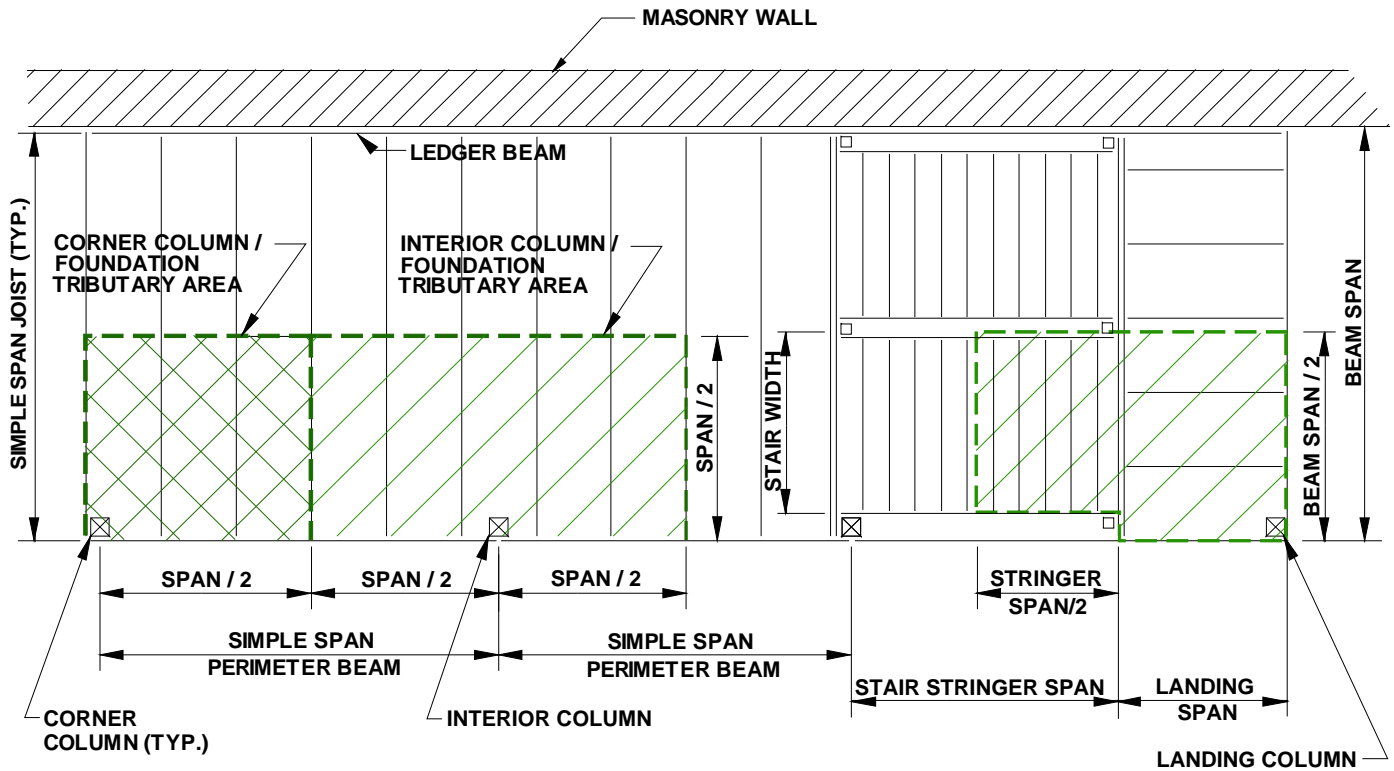 MASONRY WALL
LEDGER BEAM
SIMPLE SPAN JOIST (TYP.)
CORNER COLUMN /
FOUNDATION
TRIBUTARY AREA
INTERIOR COLUMN /
FOUNDATION
TRIBUTARY AREA
SPAN / 2
STAIR WIDTH
BEAM SPAN / 2
BEAM SPAN
SPAN / 2
SPAN / 2
SPAN / 2
STRINGER
SPAN/2
SIMPLE SPAN
PERIMETER BEAM
SIMPLE SPAN
PERIMETER BEAM
STAIR STRINGER SPAN
LANDING
SPAN
CORNER
COLUMN (TYP.)
INTERIOR COLUMN
LANDING COLUMN